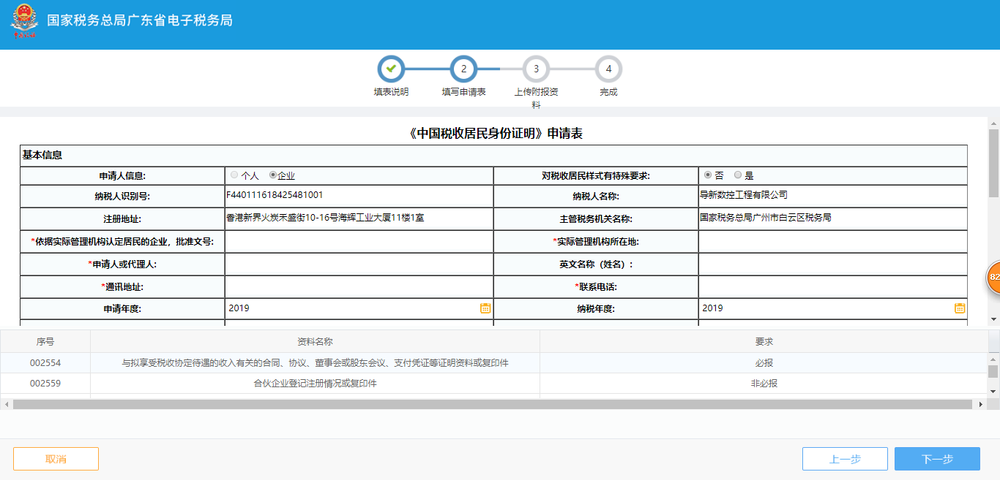 国家税务总局广东省电子税务局
2
3
4
填表说明
填写申请表
上传附报资
料
完成
《中国税收居民身份证明》申请表
基本信息
申请人信息: 个人 企业 对税收居民样式有特殊要求: 否 是
纳税人识别号: F440111618425481001 纳税人名称: 导新数控工程有限公司
注册地址: 香港新界火炭禾盛街10-16号海辉工业大厦11楼1室 主管税务机关名称: 国家税务总局广州市白云区税务局
*依据实际管理机构认定居民的企业，批准文号: *实际管理机构所在地:
*申请人或代理人: 英文名称（姓名）:
*通讯地址: *联系电话:
申请年度: 2019 纳税年度: 2019
82
序号 资料名称 要求
002554 与拟享受税收协定待遇的收入有关的合同、协议、董事会或股东会议、支付凭证等证明资料或复印件 必报
002559 合伙企业登记注册情况或复印件 非必报
取消 上一步 下一步